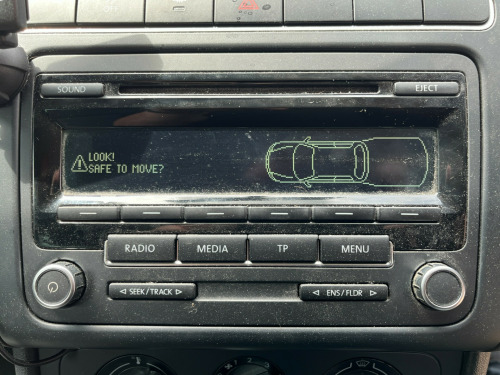 SOUND
EJECT
LOOK!
SAFE TO MOVE?
RADIO
MEDIA
TP
MENU
SEEK/TRACK
ENS/FLDR